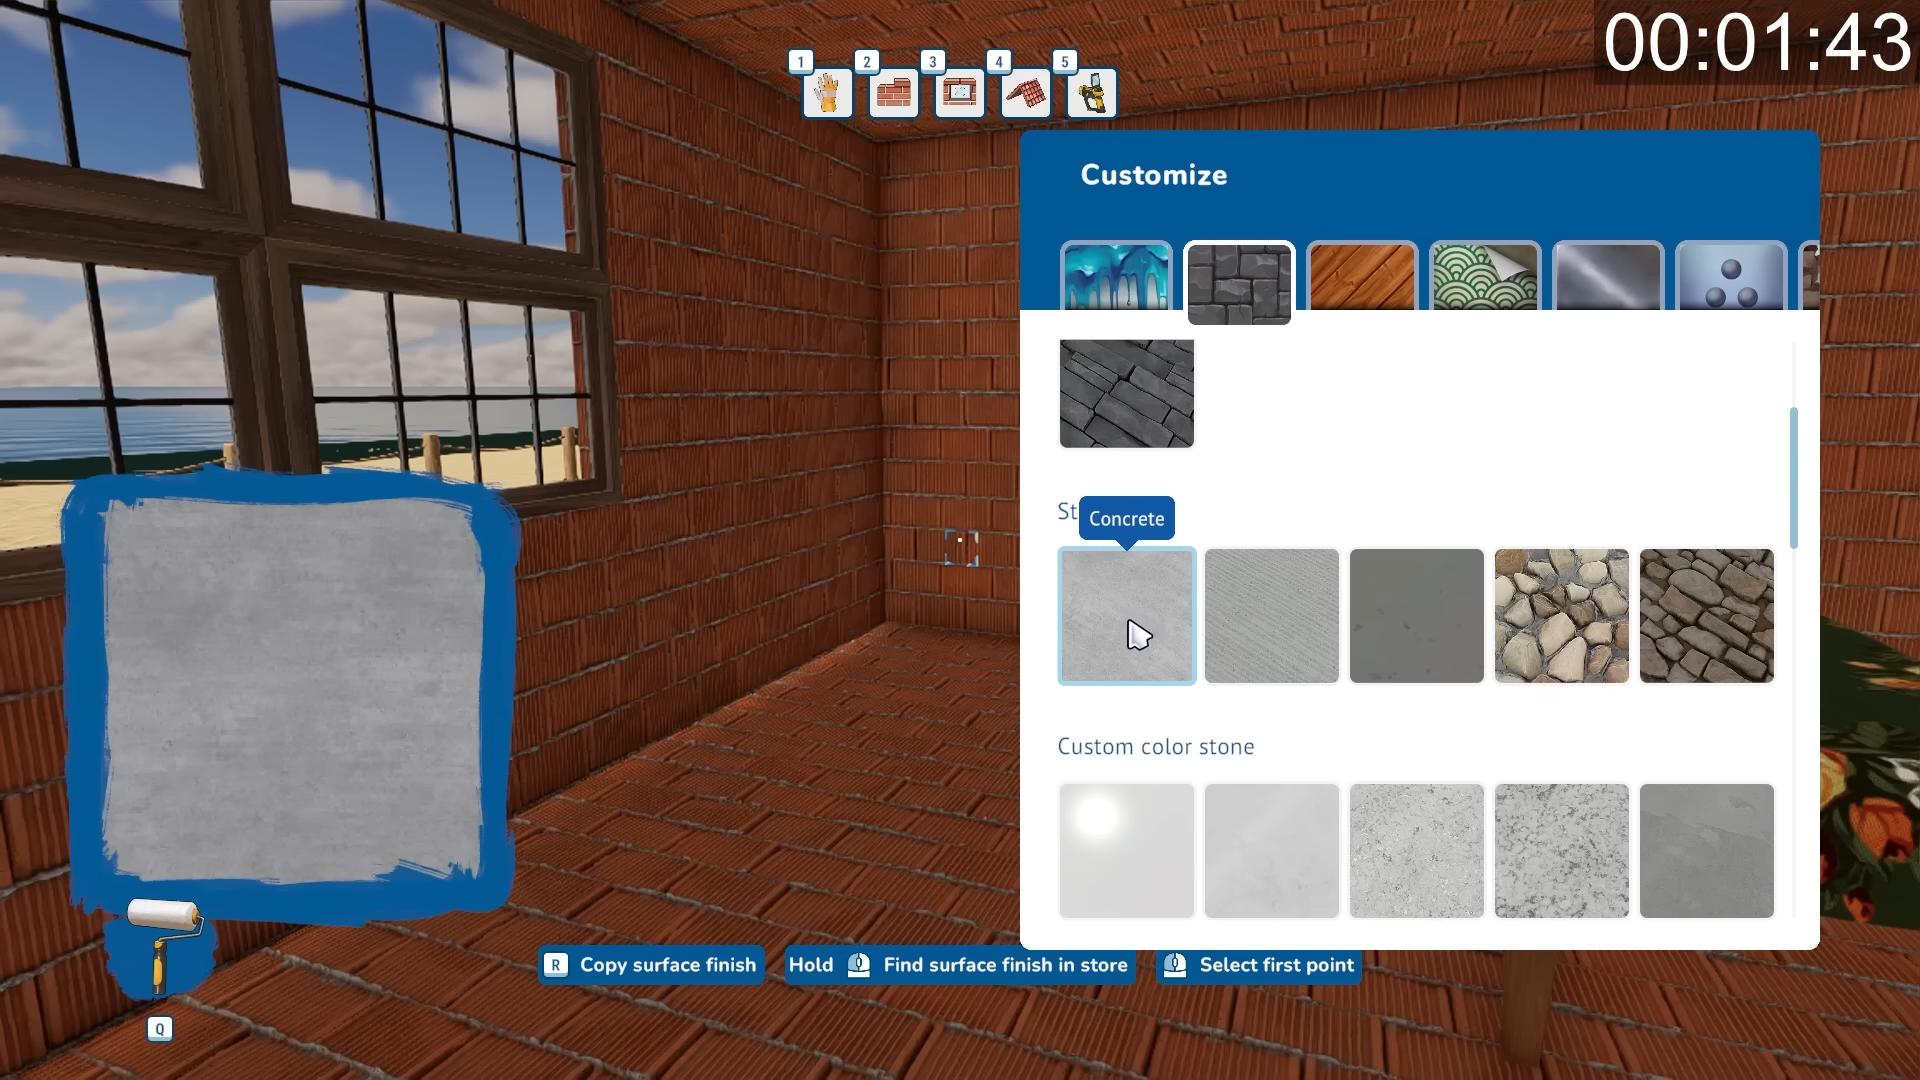 00:01:43
1 2 3 4 5
Customize
Concrete
St
Custom color stone
R Copy surface finish
Hold Find surface finish in store
Select first point
Q